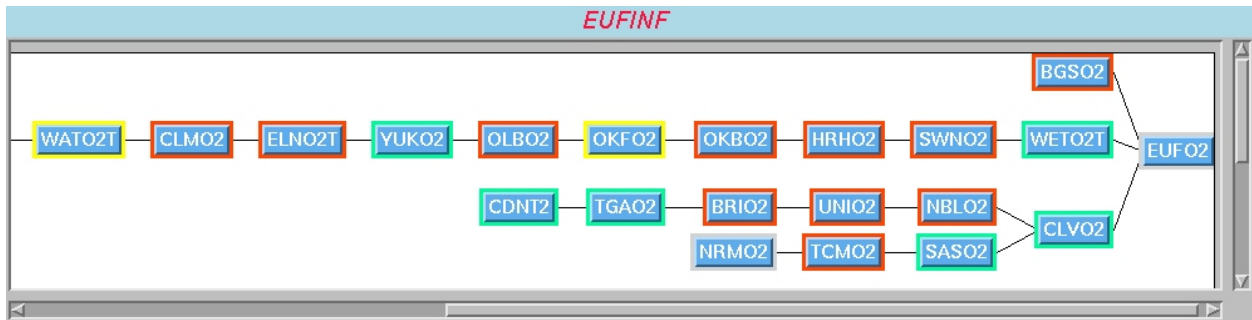 EUFINF
BGSO2
WATO2T CLMO2 ELNO2T YUKO2 OLBO2 OKFO2 OKBO2 HRHO2 SWNO2 WETO2T
EUFO2
CDNT2 TGAO2 BRIO2 UNIO2 NBLO2
CLVO2
NRMO2 TCMO2 SASO2